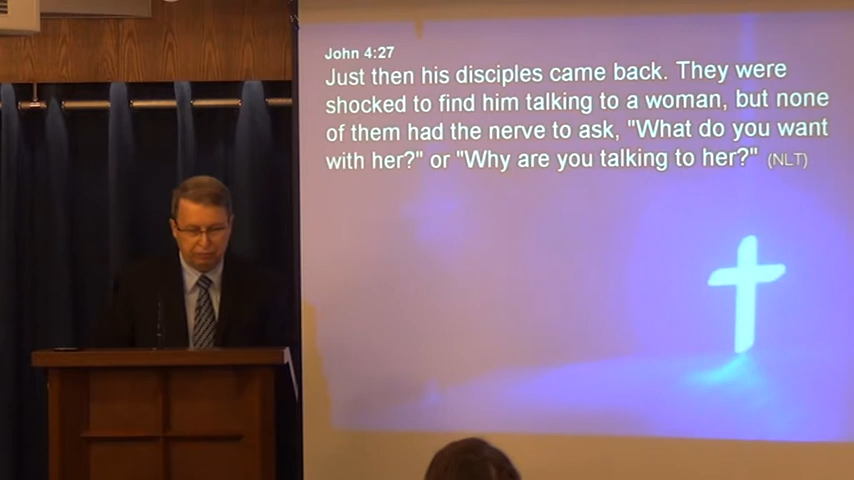 John 4:27
Just then his disciples came back. They were
shocked to find him talking to a woman, but none
of them had the nerve to ask, "What do you want
with her?" or "Why are you talking to her?" (NLT)